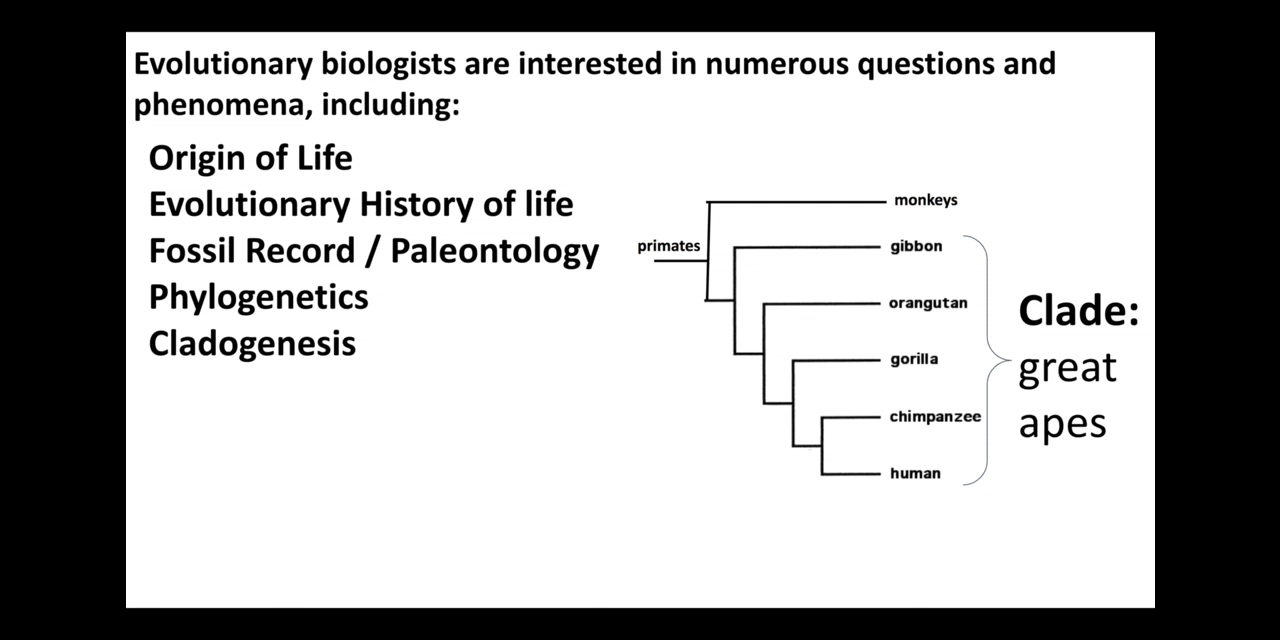 Evolutionary biologists are interested in numerous questions and
phenomena, including:
Origin of Life
Evolutionary History of life
Fossil Record / Paleontology
Phylogenetics
Cladogenesis
primates
monkeys
gibbon
orangutan
gorilla
chimpanzee
human
Clade:
great
apes